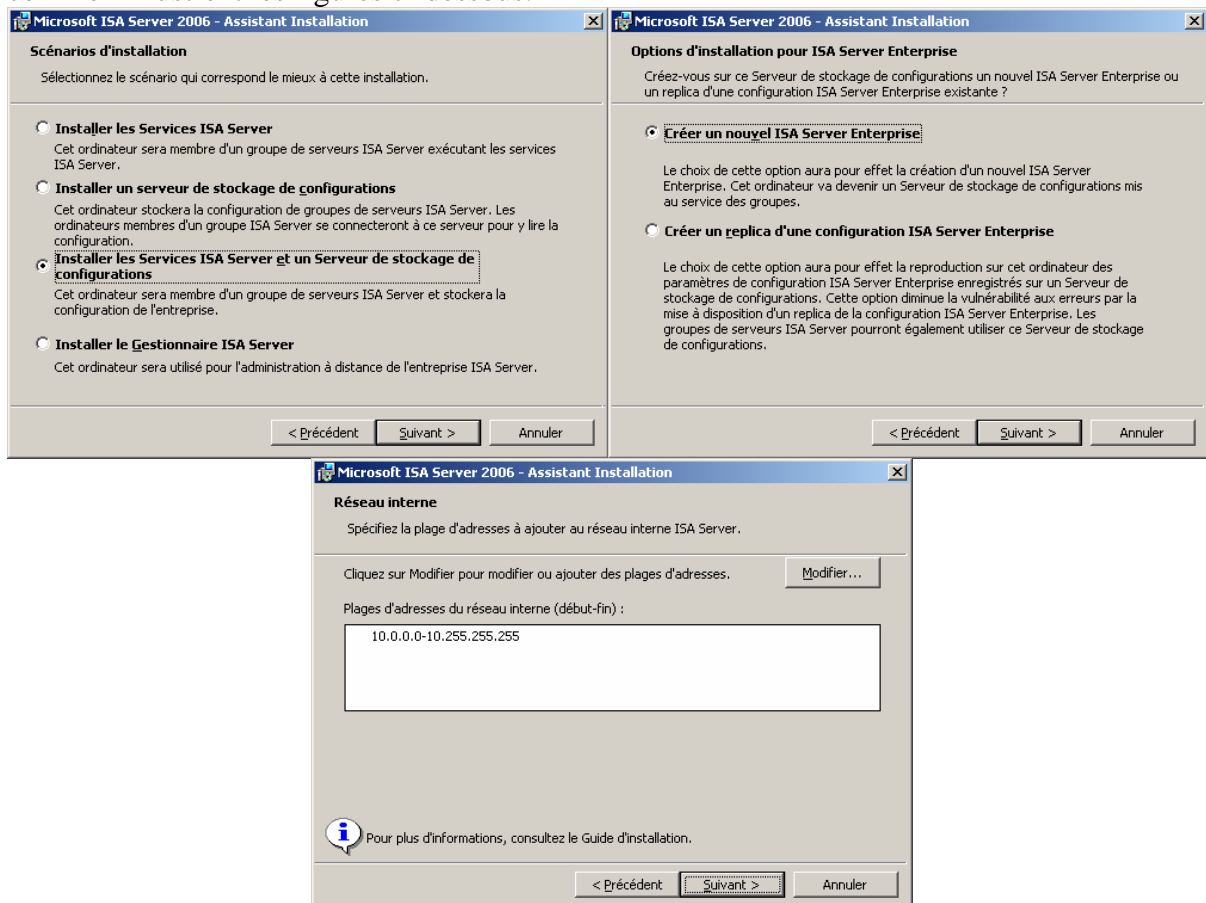 Microsoft ISA Server 2006 - Assistant Installation
Scénarios d'installation
Sélectionnez le scénario qui correspond le mieux à cette installation.
Installer les Services ISA Server
Cet ordinateur sera membre d'un groupe de serveurs ISA Server exécutant les services
ISA Server.
Installer un serveur de stockage de configurations
Cet ordinateur stockera la configuration de groupes de serveurs ISA Server. Les
ordinateurs membres d'un groupe ISA Server se connecteront à ce serveur pour y lire la
configuration.
Installer les Services ISA Server et un Serveur de stockage de
configurations
Cet ordinateur sera membre d'un groupe de serveurs ISA Server et stockera la
configuration de l'entreprise.
Installer le Gestionnaire ISA Server
Cet ordinateur sera utilisé pour l'administration à distance de l'entreprise ISA Server.
< Précédent Suivant > Annuler
Microsoft ISA Server 2006 - Assistant Installation
Options d'installation pour ISA Server Enterprise
Créez-vous sur ce Serveur de stockage de configurations un nouvel ISA Server Enterprise ou
un replica d'une configuration ISA Server Enterprise existante ?
Créer un nouvel ISA Server Enterprise
Le choix de cette option aura pour effet la création d'un nouvel ISA Server
Enterprise. Cet ordinateur va devenir un Serveur de stockage de configurations mis
au service des groupes.
Créer un replica d'une configuration ISA Server Enterprise
Le choix de cette option aura pour effet la reproduction sur cet ordinateur des
paramètres de configuration ISA Server Enterprise enregistrés sur un Serveur de
stockage de configurations. Cette option diminue la vulnérabilité aux erreurs par la
mise à disposition d'un replica de la configuration ISA Server Enterprise. Les
groupes de serveurs ISA Server pourront également utiliser ce Serveur de stockage
de configurations.
< Précédent Suivant > Annuler
Microsoft ISA Server 2006 - Assistant Installation
Réseau interne
Spécifiez la plage d'adresses à ajouter au réseau interne ISA Server.
Cliquez sur Modifier pour modifier ou ajouter des plages d'adresses. Modifier...
Plages d'adresses du réseau interne (début-fin) :
10.0.0.0-10.255.255.255
Pour plus d'informations, consultez le Guide d'installation.
< Précédent Suivant > Annuler